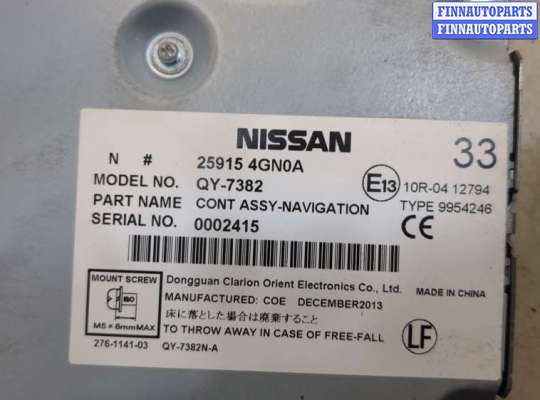 FINNAUTOPARTS
FINNAUTOPARTS
NISSAN
33
N # 25915 4GN0A
MODEL NO. QY-7382
E13 10R-04 12794
PART NAME CONT ASSY-NAVIGATION
TYPE 9954246
SERIAL NO. 0002415
CE
MOUNT SCREW
ISO
M5×8mmMAX
Dongguan Clarion Orient Electronics Co., Ltd.
MADE IN CHINA
MANUFACTURED: COE DECEMBER2013
床に落とした場合は廃棄すること
TO THROW AWAY IN CASE OF FREE-FALL
LF
276-1141-03 QY-7382N-A